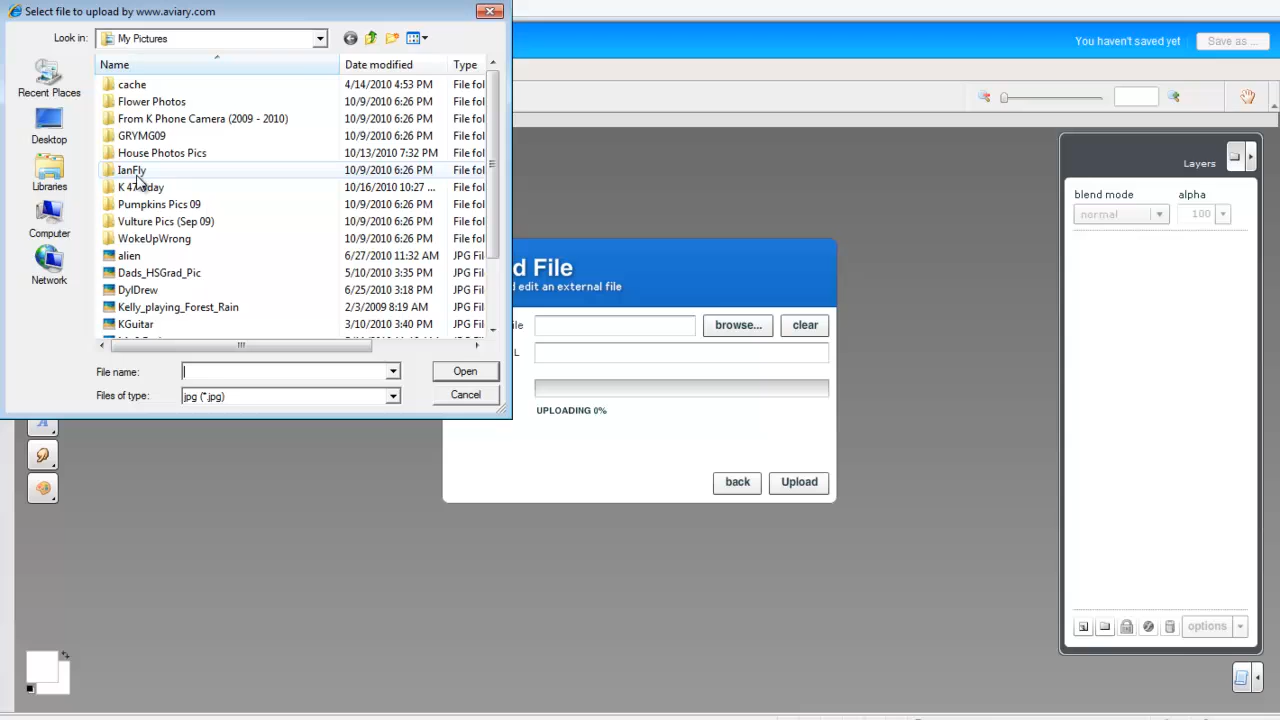 Select file to upload by www.aviary.com
You haven't saved yet
Save as ...
Look in:
My Pictures
Name
Date modified
Type
Recent Places
Desktop
Libraries
Computer
Network
cache 4/14/2010 4:53 PM File fol
Flower Photos 10/9/2010 6:26 PM File fol
From K Phone Camera (2009 - 2010) 10/9/2010 6:26 PM File fol
GRYMG09 10/9/2010 6:26 PM File fol
House Photos Pics 10/13/2010 7:32 PM File fol
IanFly 10/9/2010 6:26 PM File fol
K 47 day 10/16/2010 10:27 ... File fol
Pumpkins Pics 09 10/9/2010 6:26 PM File fol
Vulture Pics (Sep 09) 10/9/2010 6:26 PM File fol
WokeUpWrong 10/9/2010 6:26 PM File fol
alien 6/27/2010 11:32 AM JPG Fil
Dads_HSGrad_Pic 5/10/2010 3:35 PM JPG Fil
DylDrew 6/25/2010 3:18 PM JPG Fil
Kelly_playing_Forest_Rain 2/3/2009 8:19 AM JPG Fil
KGuitar 3/10/2010 3:40 PM JPG Fil
File name:
Open
Files of type:
jpg (*.jpg)
Cancel
d File
d edit an external file
ile
browse...
clear
L
UPLOADING 0%
back
Upload
Layers
blend mode
alpha
normal
100
options